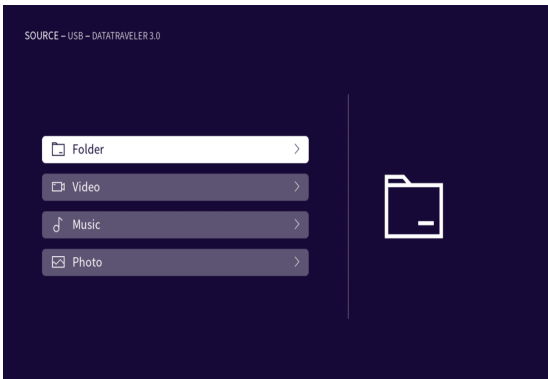 SOURCE – USB – DATATRAVELER 3.0
Folder
Video
Music
Photo